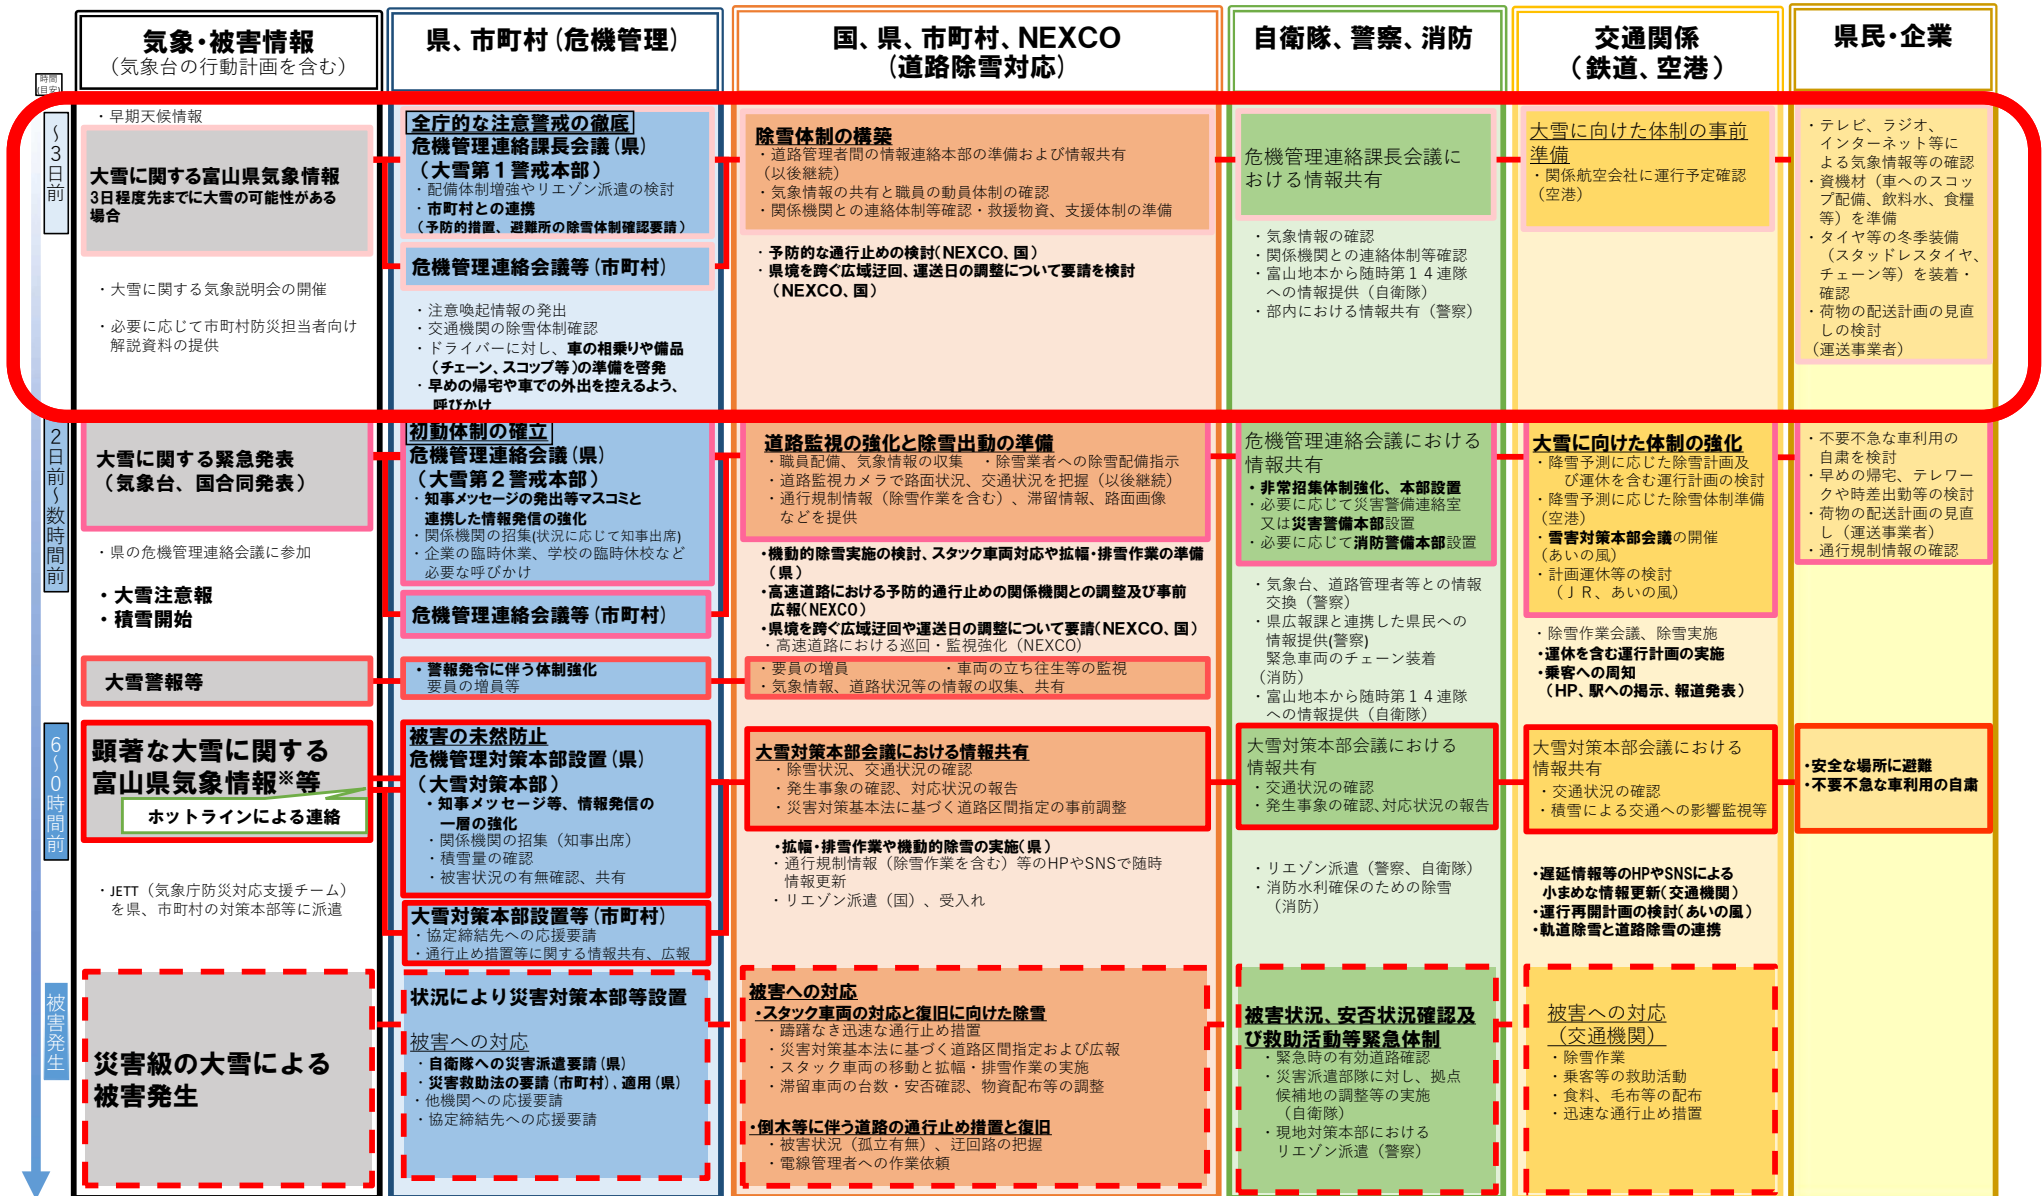 気象・被害情報
（気象台の行動計画を含む）
県、市町村（危機管理）
国、県、市町村、NEXCO
（道路除雪対応）
自衛隊、警察、消防
交通関係
（鉄道、空港）
県民・企業
時間
(目安)
～3日前
・早期天候情報
大雪に関する富山県気象情報
3日程度先までに大雪の可能性がある
場合
・大雪に関する気象説明会の開催
・必要に応じて市町村防災担当者向け
解説資料の提供
全庁的な注意警戒の徹底
危機管理連絡課長会議（県）
（大雪第１警戒本部）
・配備体制増強やリエゾン派遣の検討
・市町村との連携
（予防的措置、避難所の除雪体制確認要請）
危機管理連絡会議等（市町村）
・注意喚起情報の発出
・交通機関の除雪体制確認
・ドライバーに対し、車の相乗りや備品
（チェーン、スコップ等）の準備を啓発
・早めの帰宅や車での外出を控えるよう、
呼びかけ
除雪体制の構築
・道路管理者間の情報連絡本部の準備および情報共有
（以後継続）
・気象情報の共有と職員の動員体制の確認
・関係機関との連絡体制等確認・救援物資、支援体制の準備
・予防的な通行止めの検討（NEXCO、国）
・県境を跨ぐ広域迂回、運送日の調整について要請を検討
（NEXCO、国）
危機管理連絡課長会議に
おける情報共有
・気象情報の確認
・関係機関との連絡体制等確認
・富山地本から随時第１４連隊
への情報提供（自衛隊）
・部内における情報共有（警察）
大雪に向けた体制の事前
準備
・関係航空会社に運行予定確認
（空港）
・テレビ、ラジオ、
インターネット等に
よる気象情報等の確認
・資機材（車へのスコッ
プ配備、飲料水、食糧
等）を準備
・タイヤ等の冬季装備
（スタッドレスタイヤ、
チェーン等）を装着・
確認
・荷物の配送計画の見直
しの検討
（運送事業者）
2日前～数時間前
大雪に関する緊急発表
（気象台、国合同発表）
・県の危機管理連絡会議に参加
・大雪注意報
・積雪開始
大雪警報等
初動体制の確立
危機管理連絡会議（県）
（大雪第２警戒本部）
・知事メッセージの発出等マスコミと
連携した情報発信の強化
・関係機関の招集(状況に応じて知事出席)
・企業の臨時休業、学校の臨時休校など
必要な呼びかけ
危機管理連絡会議等（市町村）
・警報発令に伴う体制強化
要員の増員等
道路監視の強化と除雪出動の準備
・職員配備、気象情報の収集　・除雪業者への除雪配備指示
・道路監視カメラで路面状況、交通状況を把握（以後継続）
・通行規制情報（除雪作業を含む）、滞留情報、路面画像
などを提供
・機動的除雪実施の検討、スタック車両対応や拡幅・排雪作業の準備
（県）
・高速道路における予防的通行止めの関係機関との調整及び事前
広報（NEXCO）
・県境を跨ぐ広域迂回や運送日の調整について要請（NEXCO、国）
・高速道路における巡回・監視強化（NEXCO）
・要員の増員　・車両の立ち往生等の監視
・気象情報、道路状況等の情報の収集、共有
危機管理連絡会議における
情報共有
・非常招集体制強化、本部設置
・必要に応じて災害警備連絡室
又は災害警備本部設置
・必要に応じて消防警備本部設置
・気象台、道路管理者等との情報
交換（警察）
・県広報課と連携した県民への
情報提供(警察)
緊急車両のチェーン装着
（消防）
・富山地本から随時第１４連隊
への情報提供（自衛隊）
大雪に向けた体制の強化
・降雪予測に応じた除雪計画及
び運休を含む運行計画の検討
・降雪予測に応じた除雪体制準備
（空港）
・雪害対策本部会議の開催
（あいの風）
・計画運休等の検討
（ＪＲ、あいの風）
・除雪作業会議、除雪実施
・運休を含む運行計画の実施
・乗客への周知
（HP、駅への掲示、報道発表）
・不要不急な車利用の
自粛を検討
・早めの帰宅、テレワー
クや時差出勤等の検討
・荷物の配送計画の見直
し（運送事業者）
・通行規制情報の確認
6～0時間前
顕著な大雪に関する
富山県気象情報※等
ホットラインによる連絡
・JETT（気象庁防災対応支援チーム）
を県、市町村の対策本部等に派遣
被害の未然防止
危機管理対策本部設置（県）
（大雪対策本部）
・知事メッセージ等、情報発信の
一層の強化
・関係機関の招集（知事出席）
・積雪量の確認
・被害状況の有無確認、共有
大雪対策本部設置等（市町村）
・協定締結先への応援要請
・通行止め措置等に関する情報共有、広報
大雪対策本部会議における情報共有
・除雪状況、交通状況の確認
・発生事象の確認、対応状況の報告
・災害対策基本法に基づく道路区間指定の事前調整
・拡幅・排雪作業や機動的除雪の実施（県）
・通行規制情報（除雪作業を含む）等のHPやSNSで随時
情報更新
・リエゾン派遣（国）、受入れ
大雪対策本部会議における
情報共有
・交通状況の確認
・発生事象の確認、対応状況の報告
・リエゾン派遣（警察、自衛隊）
・消防水利確保のための除雪
（消防）
大雪対策本部会議における
情報共有
・交通状況の確認
・積雪による交通への影響監視等
・遅延情報等のHPやSNSによる
小まめな情報更新（交通機関）
・運行再開計画の検討（あいの風）
・軌道除雪と道路除雪の連携
・安全な場所に避難
・不要不急な車利用の自粛
被害発生
災害級の大雪による
被害発生
状況により災害対策本部等設置
被害への対応
・自衛隊への災害派遣要請（県）
・災害救助法の要請（市町村）、適用（県）
・他機関への応援要請
・協定締結先への応援要請
被害への対応
・スタック車両の対応と復旧に向けた除雪
・躊躇なき迅速な通行止め措置
・災害対策基本法に基づく道路区間指定および広報
・スタック車両の移動と拡幅・排雪作業の実施
・滞留車両の台数・安否確認、物資配布等の調整
・倒木等に伴う道路の通行止め措置と復旧
・被害状況（孤立有無）、迂回路の把握
・電線管理者への作業依頼
被害状況、安否状況確認及
び救助活動等緊急体制
・緊急時の有効道路確認
・災害派遣部隊に対し、拠点
候補地の調整等の実施
（自衛隊）
・現地対策本部における
リエゾン派遣（警察）
被害への対応
（交通機関）
・除雪作業
・乗客等の救助活動
・食料、毛布等の配布
・迅速な通行止め措置